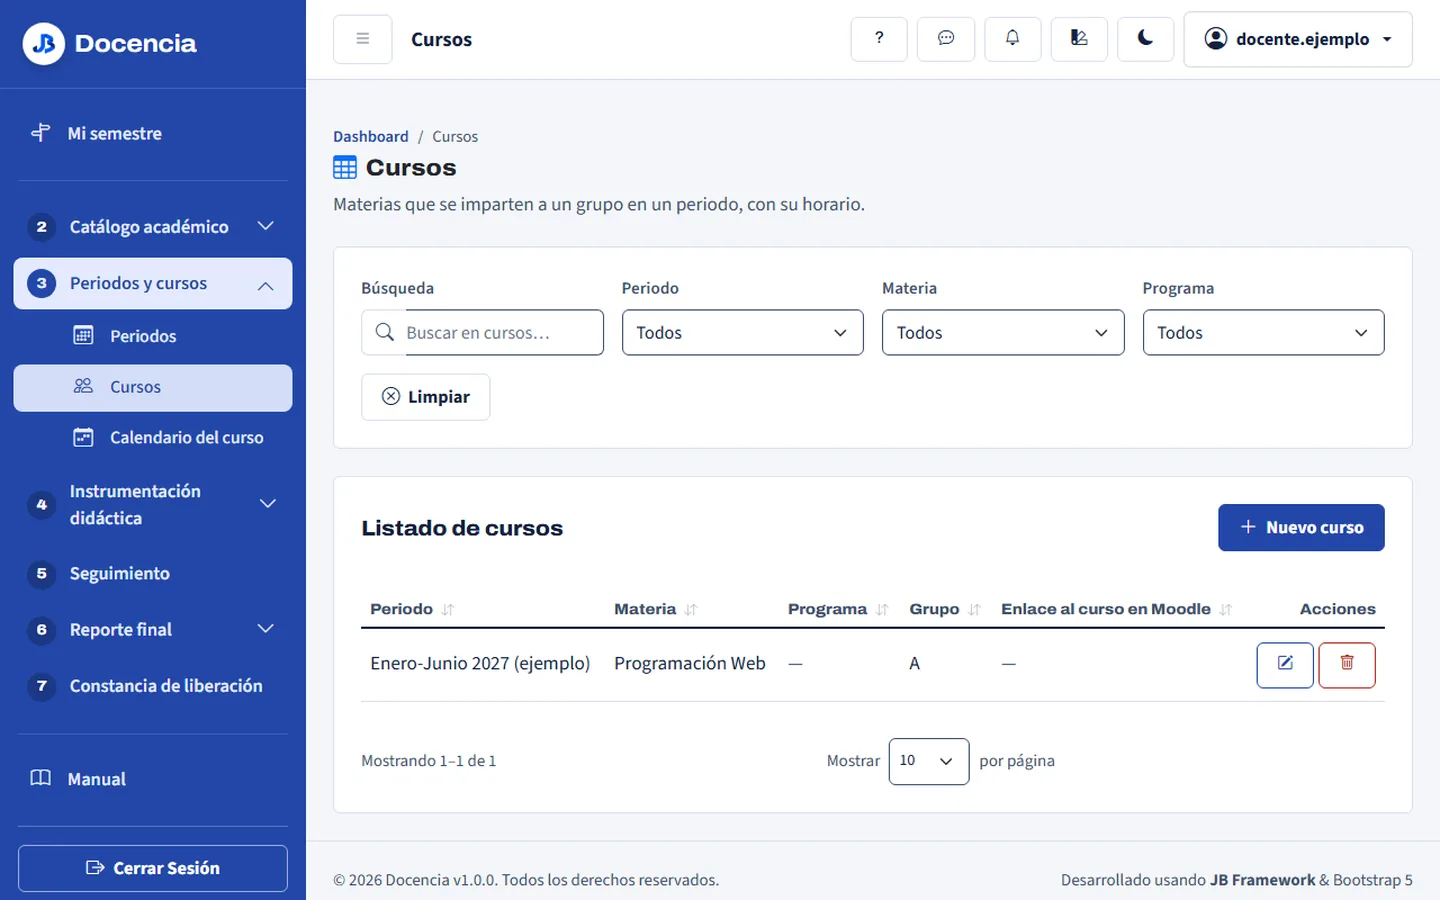 JB Docencia
Mi semestre
2 Catálogo académico
3 Periodos y cursos
Periodos
Cursos
Calendario del curso
4 Instrumentación
didáctica
5 Seguimiento
6 Reporte final
7 Constancia de liberación
Manual
Cerrar Sesión
Cursos
? docente.ejemplo
Dashboard / Cursos
Cursos
Materias que se imparten a un grupo en un periodo, con su horario.
Búsqueda Periodo Materia Programa
Buscar en cursos… Todos Todos Todos
Limpiar
Listado de cursos
Nuevo curso
Periodo Materia Programa Grupo Enlace al curso en Moodle Acciones
Enero-Junio 2027 (ejemplo) Programación Web — A —
Mostrando 1–1 de 1 Mostrar 10 por página
© 2026 Docencia v1.0.0. Todos los derechos reservados. Desarrollado usando JB Framework & Bootstrap 5